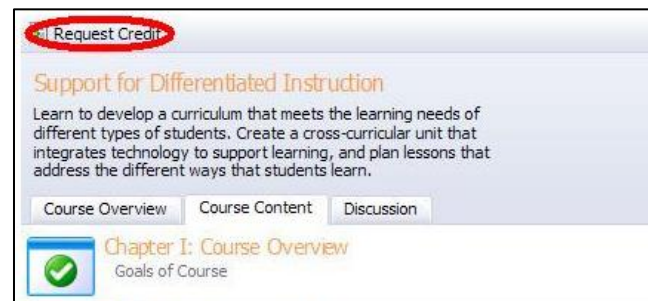 Request Credit
Support for Differentiated Instruction
Learn to develop a curriculum that meets the learning needs of
different types of students. Create a cross-curricular unit that
integrates technology to support learning, and plan lessons that
address the different ways that students learn.
Course Overview Course Content Discussion
Chapter I: Course Overview
Goals of Course